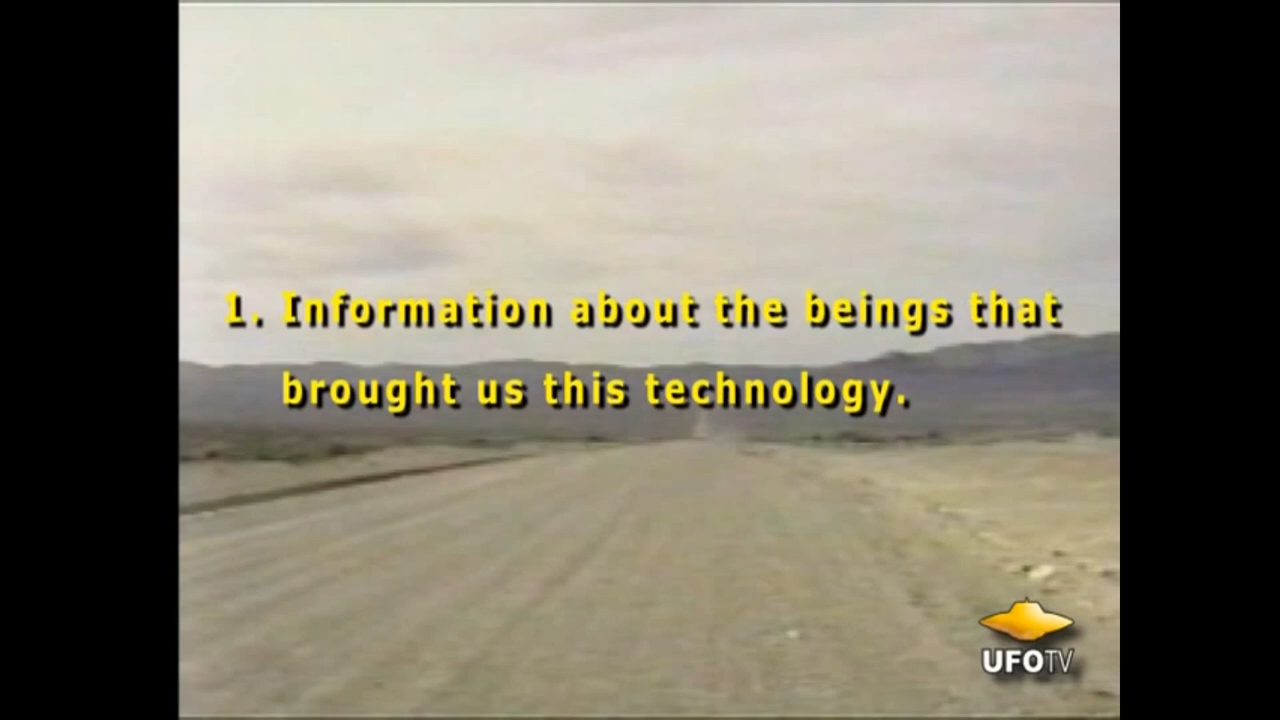 1. Information about the beings that
brought us this technology.
UFOTV